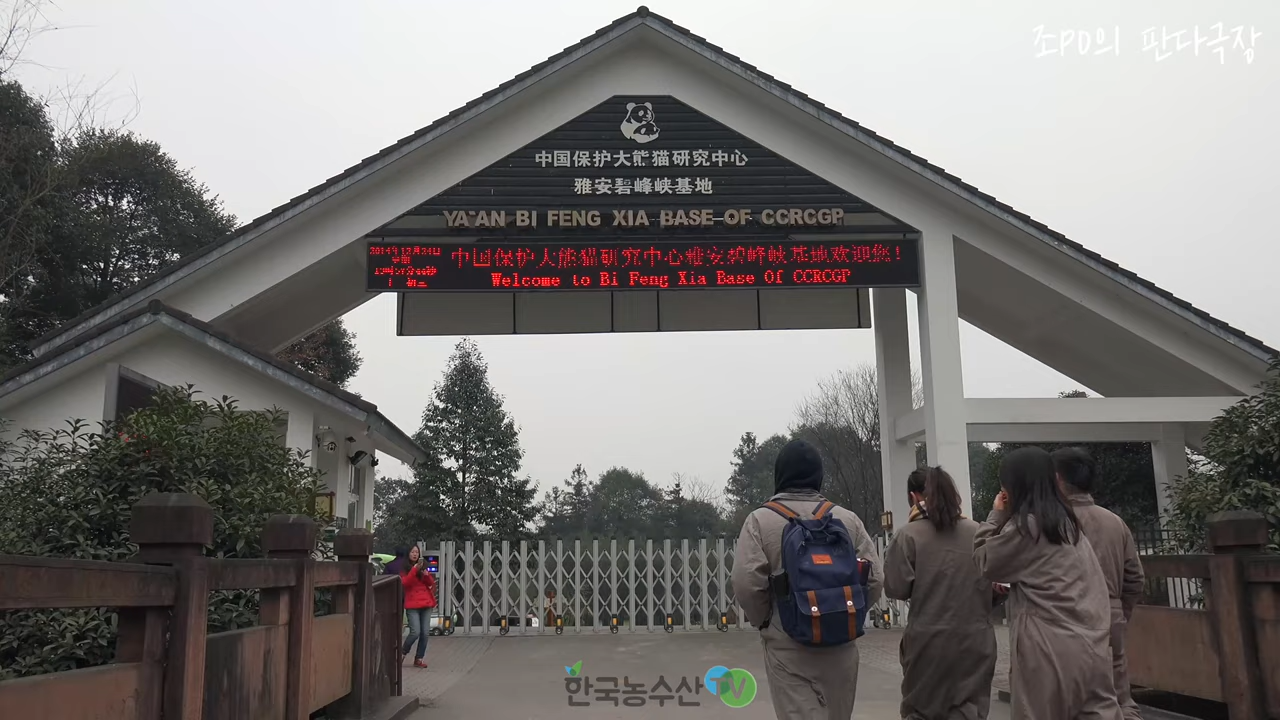 조PD의 판다극장
中国保护大熊猫研究中心
雅安碧峰峡基地
YA'AN BI FENG XIA BASE OF CCRCGP
中国保护大熊猫研究中心雅安碧峰峡基地欢迎您!
Welcome to Bi Feng Xia Base Of CCRCGP
한국농수산TV